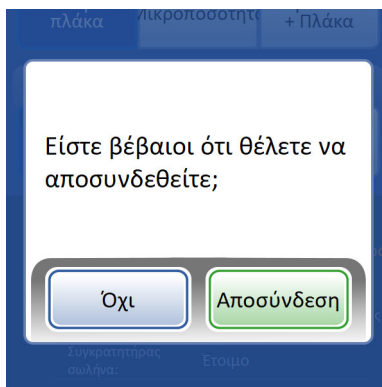 πλάκα
+ Πλάκα
Είστε βέβαιοι ότι θέλετε να
αποσυνδεθείτε;
Όχι
Αποσύνδεση
Συγκρατητήρας
σωλήνα:
Έτοιμο